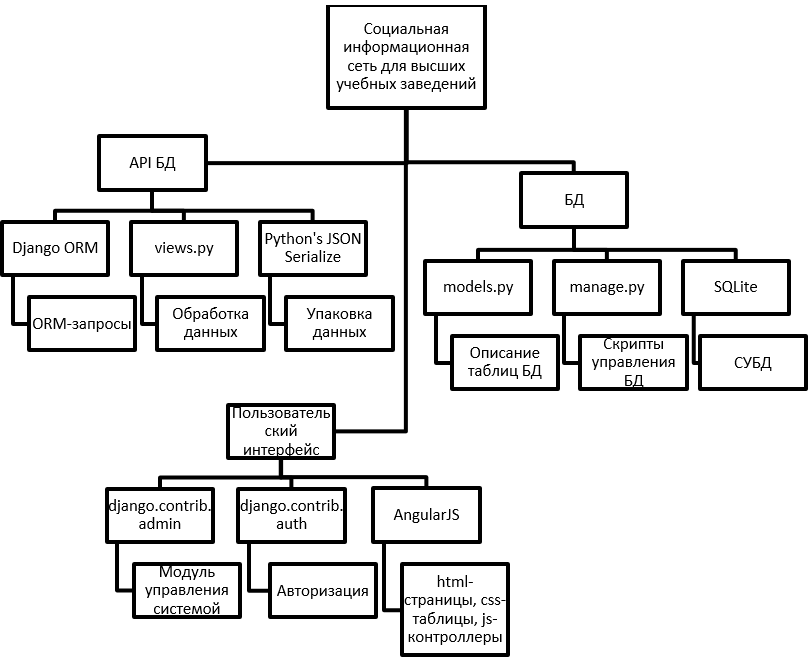 Социальная
информационная
сеть для высших
учебных заведений
API БД
БД
Django ORM
views.py
Python's JSON
Serialize
models.py
manage.py
SQLite
ORM-запросы
Обработка
данных
Упаковка
данных
Описание
таблиц БД
Скрипты
управления
БД
СУБД
Пользователь
ский
интерфейс
django.contrib.
admin
django.contrib.
auth
AngularJS
Модуль
управления
системой
Авторизация
html-
страницы, css-
таблицы, js-
контроллеры